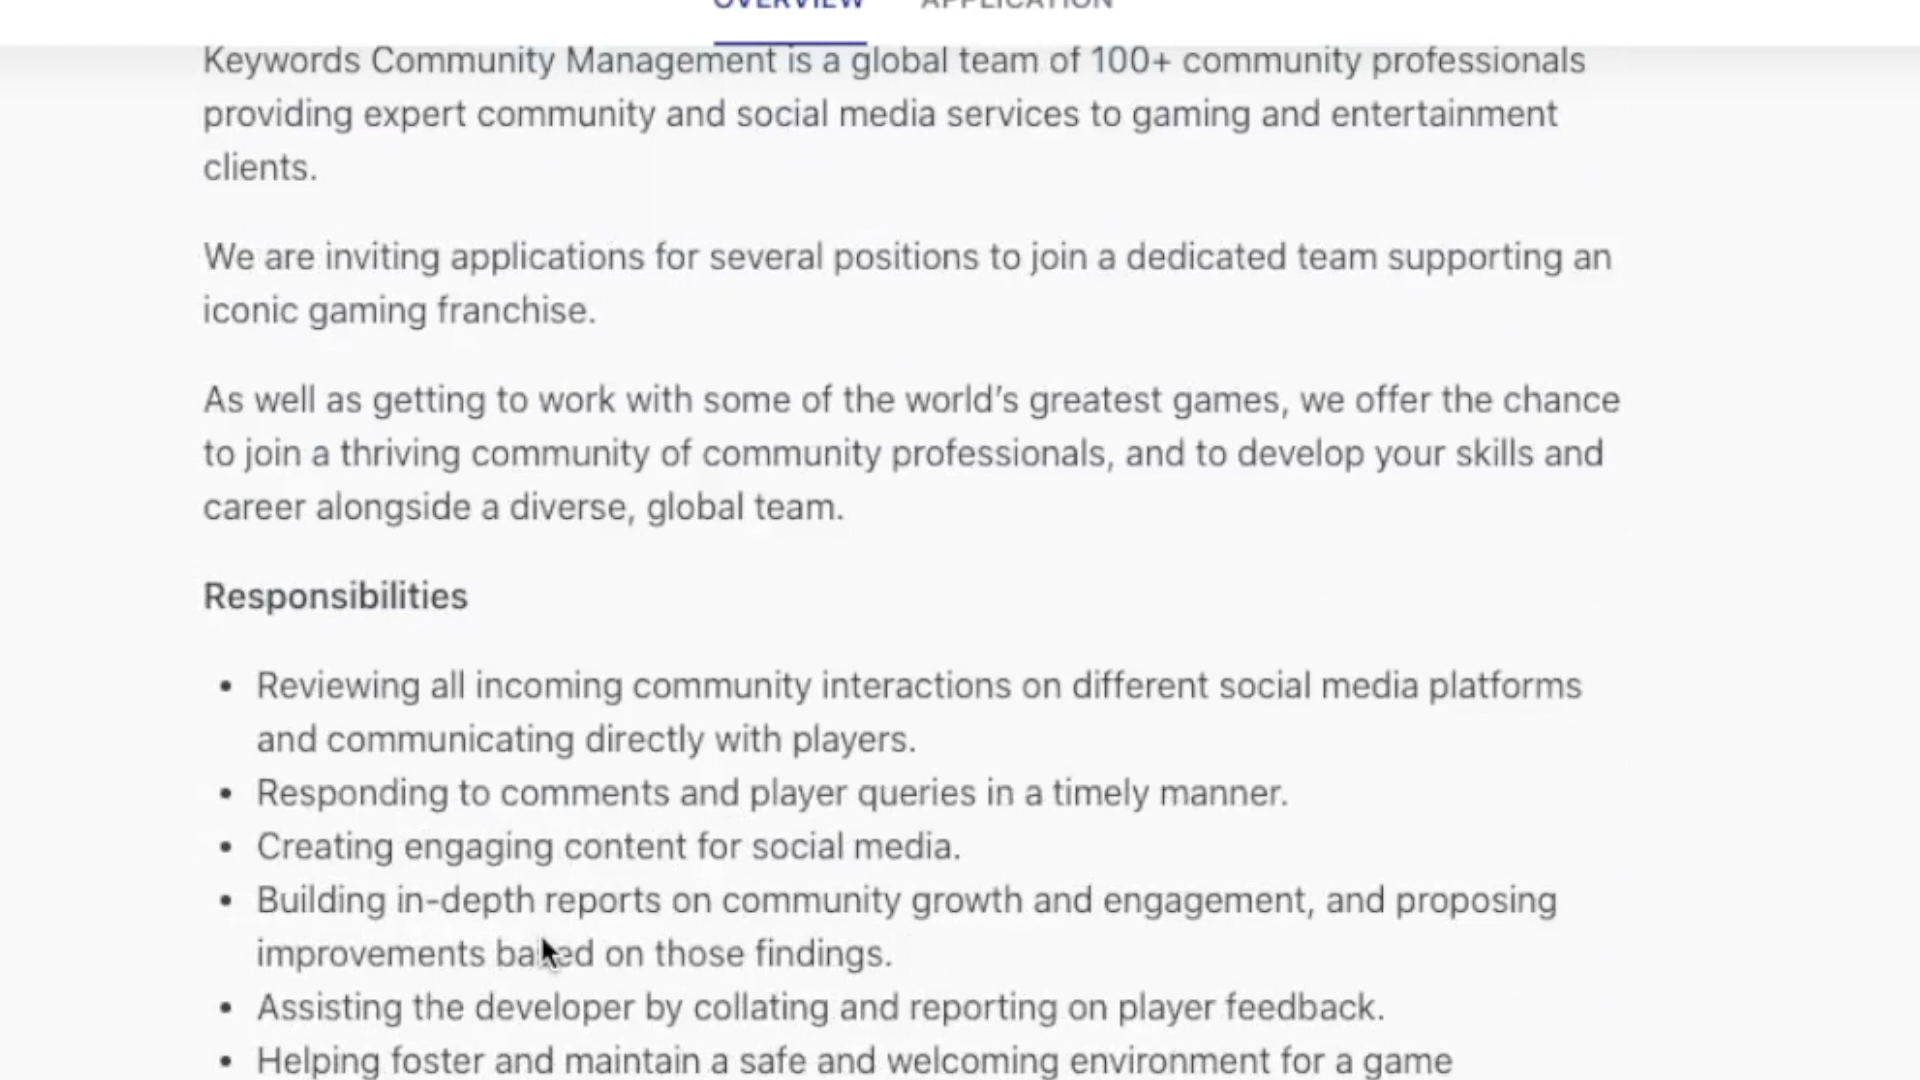 OVERVIEW APPLICATION
Keywords Community Management is a global team of 100+ community professionals
providing expert community and social media services to gaming and entertainment
clients.
We are inviting applications for several positions to join a dedicated team supporting an
iconic gaming franchise.
As well as getting to work with some of the world’s greatest games, we offer the chance
to join a thriving community of community professionals, and to develop your skills and
career alongside a diverse, global team.
Responsibilities
• Reviewing all incoming community interactions on different social media platforms
and communicating directly with players.
• Responding to comments and player queries in a timely manner.
• Creating engaging content for social media.
• Building in-depth reports on community growth and engagement, and proposing
improvements based on those findings.
• Assisting the developer by collating and reporting on player feedback.
• Helping foster and maintain a safe and welcoming environment for a game